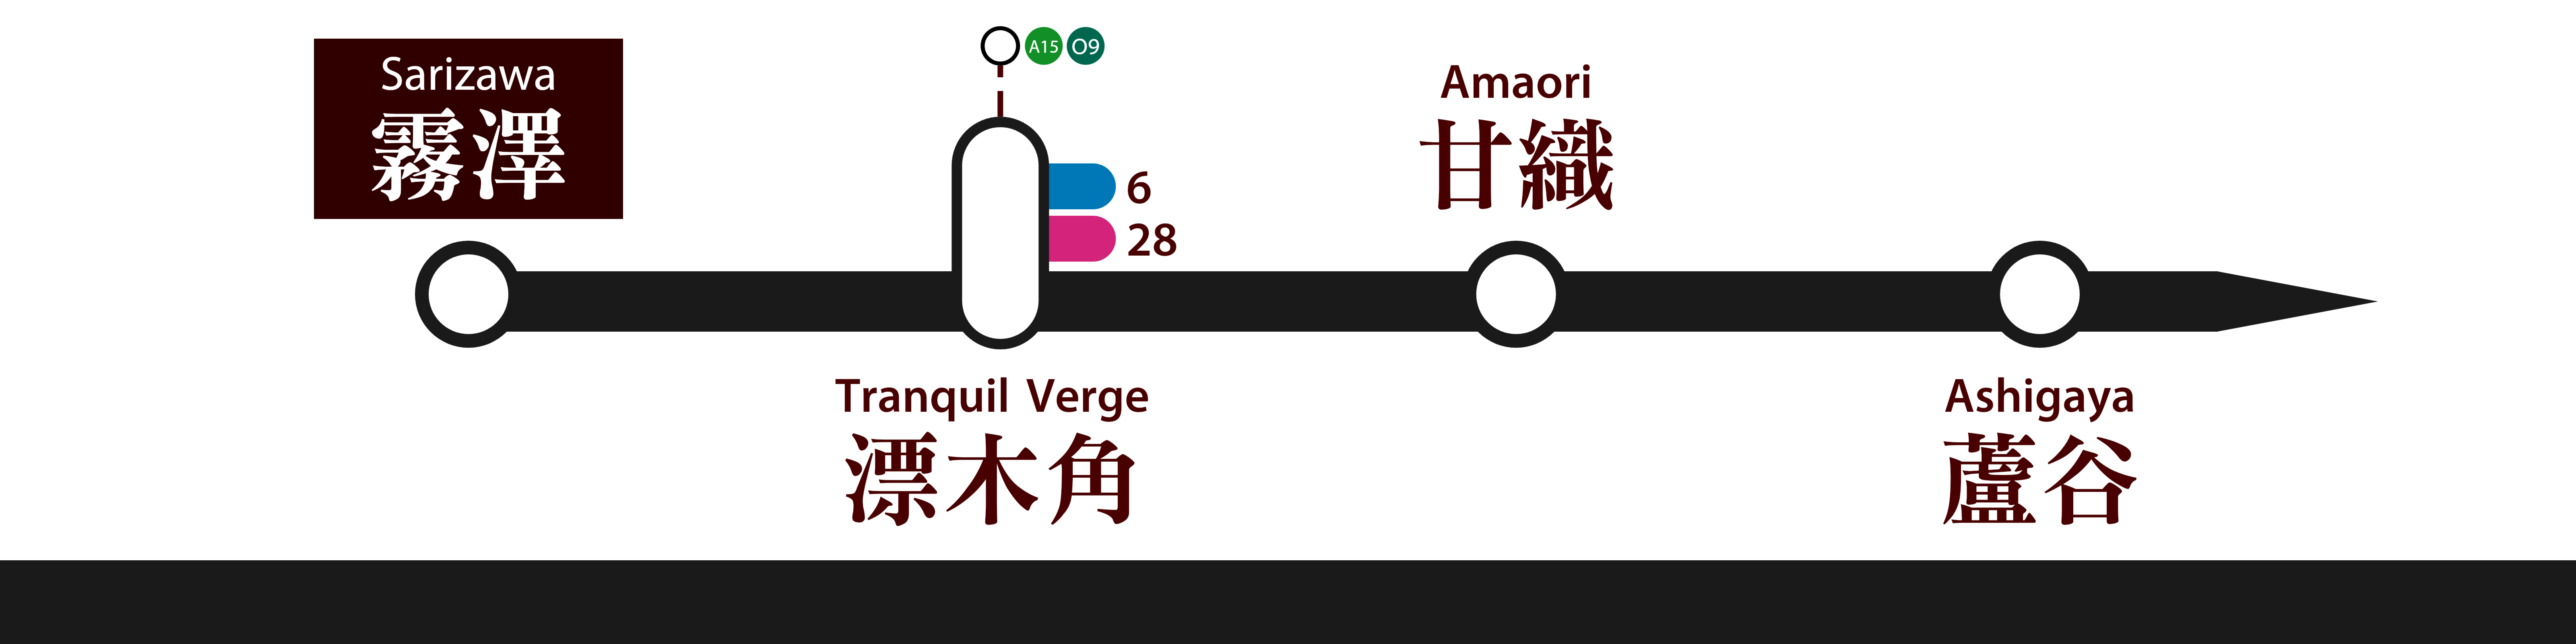 Sarizawa
霧澤
A15 O9
6
28
Tranquil Verge
漂木角
Amaori
甘織
Ashigaya
蘆谷